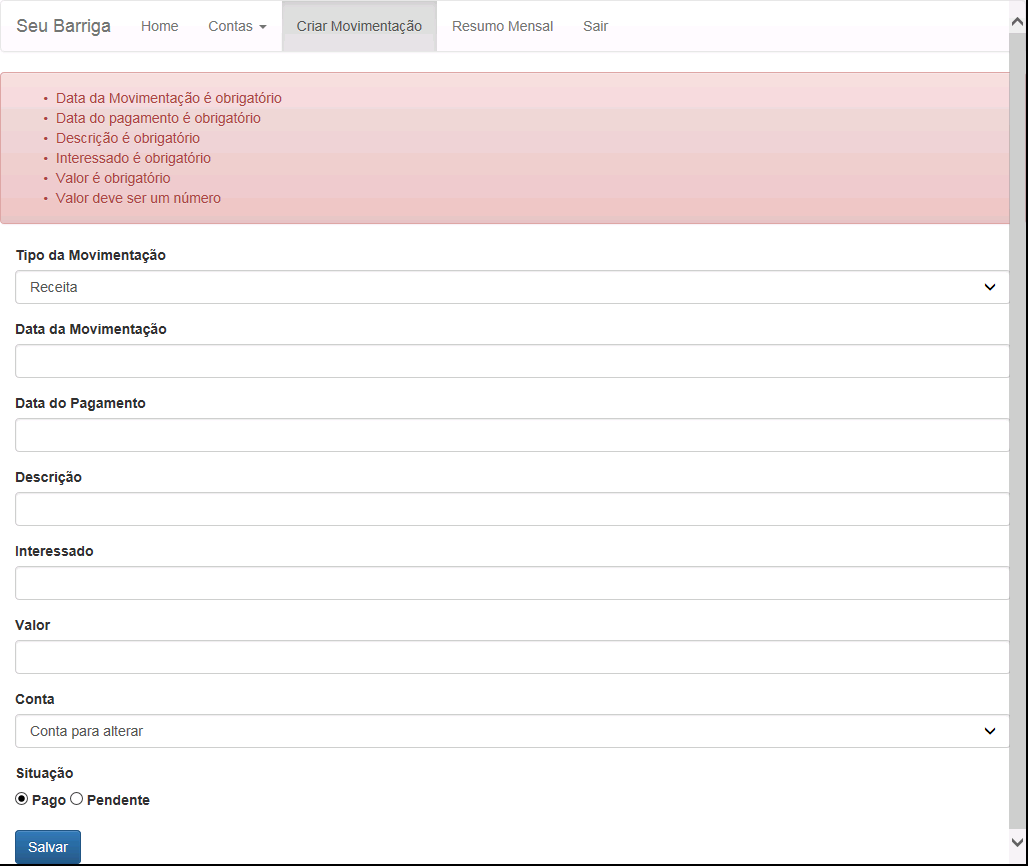 Seu Barriga Home Contas Criar Movimentação Resumo Mensal Sair
Data da Movimentação é obrigatório
Data do pagamento é obrigatório
Descrição é obrigatório
Interessado é obrigatório
Valor é obrigatório
Valor deve ser um número
Tipo da Movimentação
Receita
Data da Movimentação
Data do Pagamento
Descrição
Interessado
Valor
Conta
Conta para alterar
Situação
Pago Pendente
Salvar